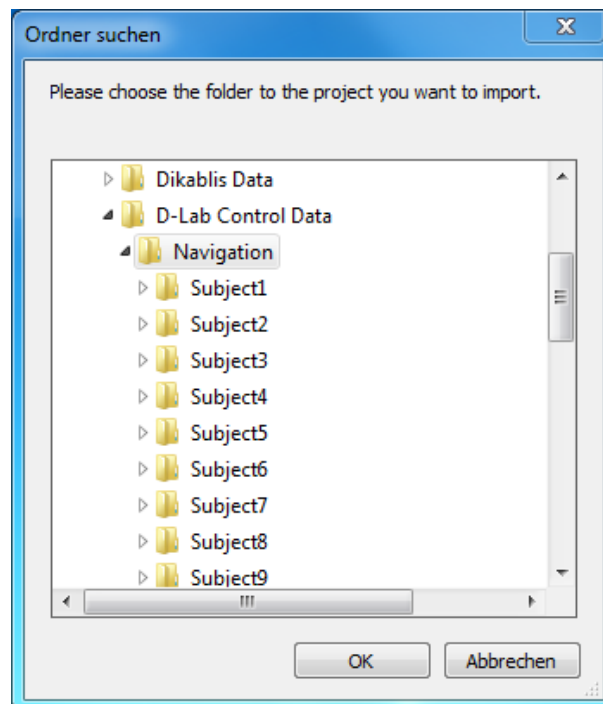 Ordner suchen
Please choose the folder to the project you want to import.
Dikablis Data
D-Lab Control Data
Navigation
Subject1
Subject2
Subject3
Subject4
Subject5
Subject6
Subject7
Subject8
Subject9
OK
Abbrechen